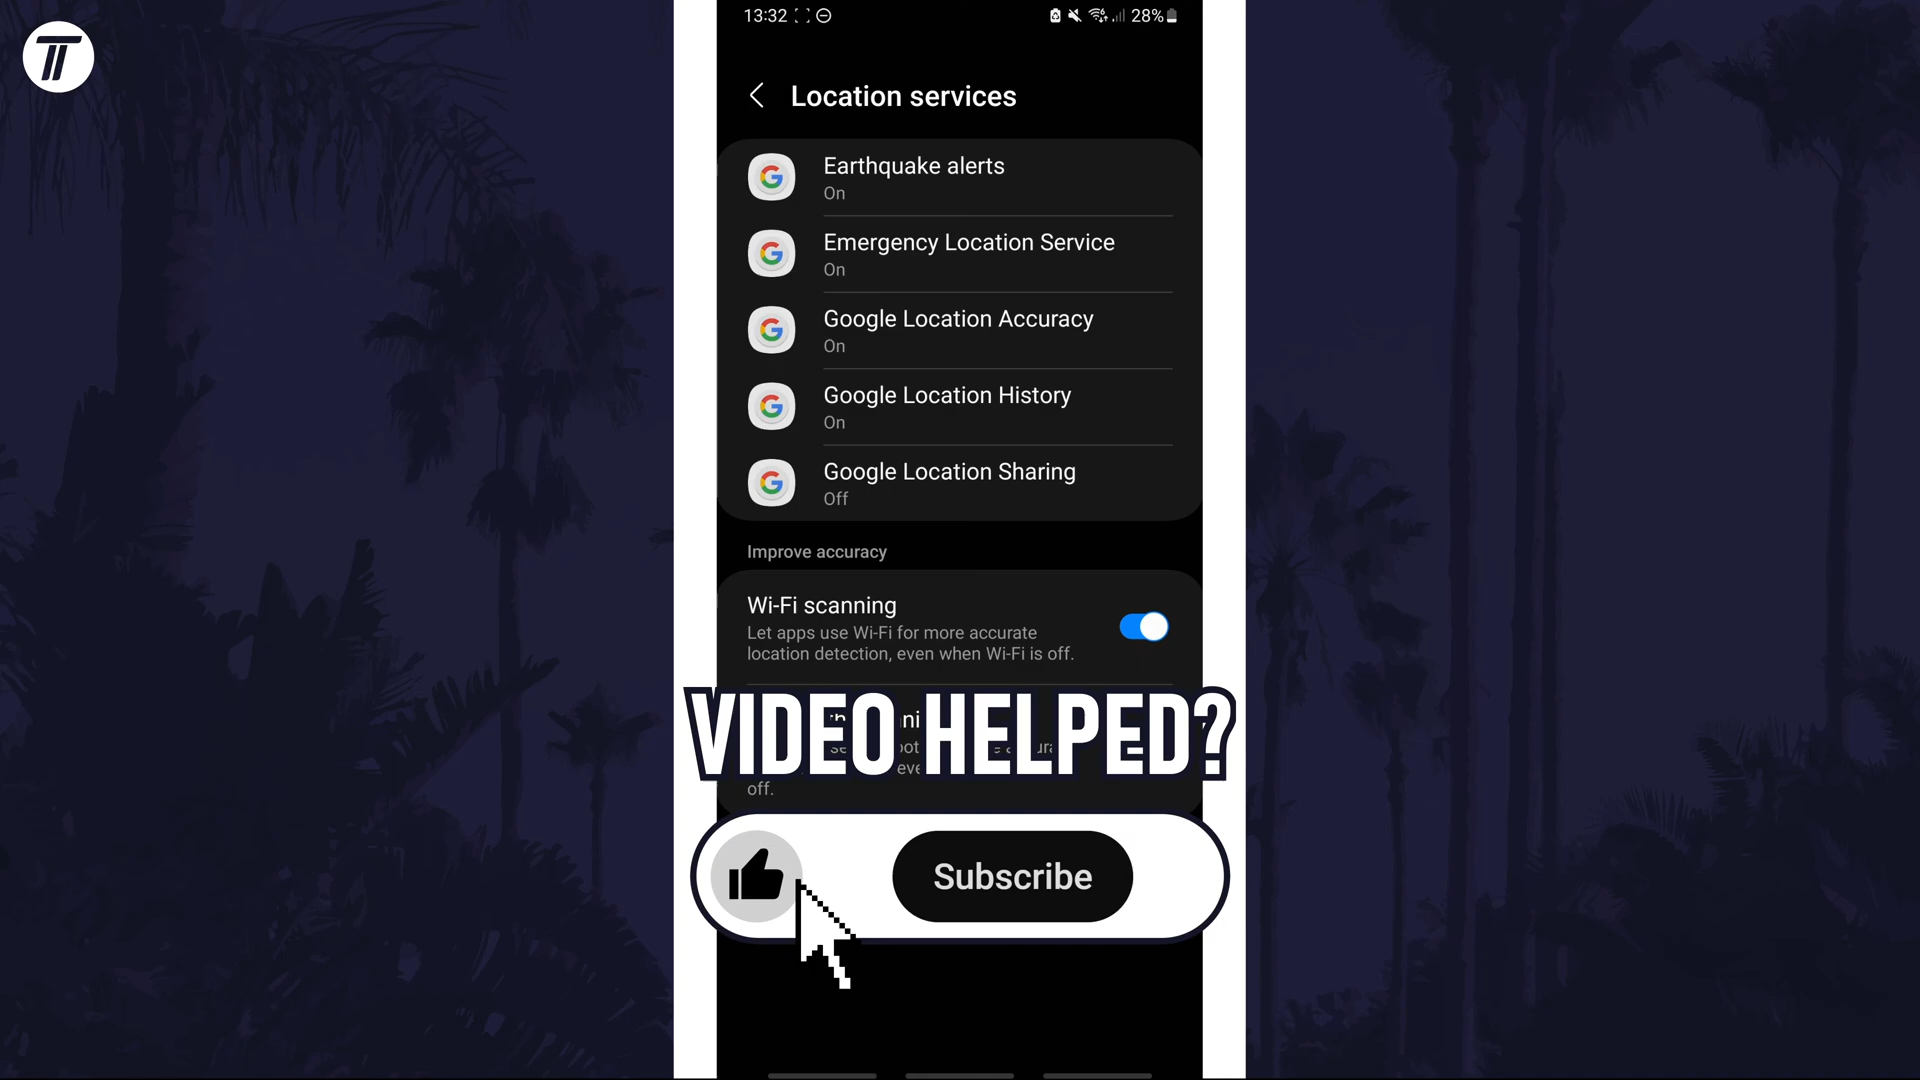 13:32
28%
Location services
Earthquake alerts
On
Emergency Location Service
On
Google Location Accuracy
On
Google Location History
On
Google Location Sharing
Off
Improve accuracy
Wi-Fi scanning
Let apps use Wi-Fi for more accurate
location detection, even when Wi-Fi is off.
VIDEO HELPED?
off.
Subscribe